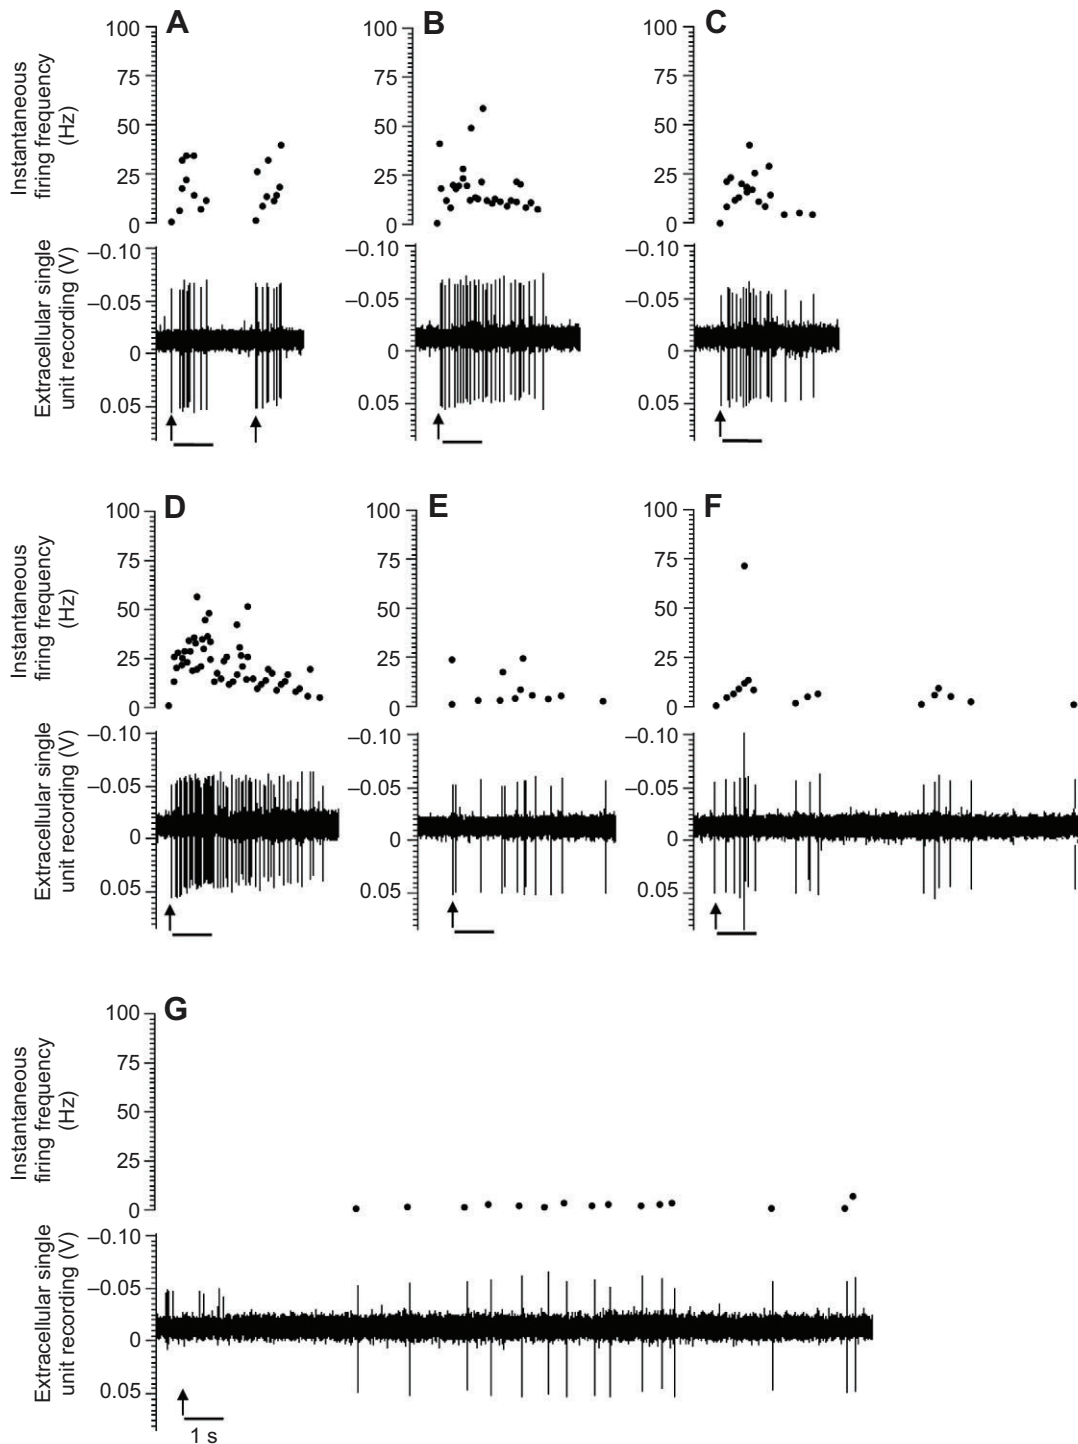 A
B
C
100
75
50
25
0
Instantaneous
firing frequency
(Hz)
100
75
50
25
0
100
75
50
25
0
–0.10
–0.05
0
0.05
Extracellular single
unit recording (V)
–0.10
–0.05
0
0.05
–0.10
–0.05
0
0.05
D
E
F
100
75
50
25
0
Instantaneous
firing frequency
(Hz)
100
75
50
25
0
100
75
50
25
0
–0.10
–0.05
0
0.05
Extracellular single
unit recording (V)
–0.10
–0.05
0
0.05
–0.10
–0.05
0
0.05
G
100
75
50
25
0
Instantaneous
firing frequency
(Hz)
–0.10
–0.05
0
0.05
Extracellular single
unit recording (V)
1 s